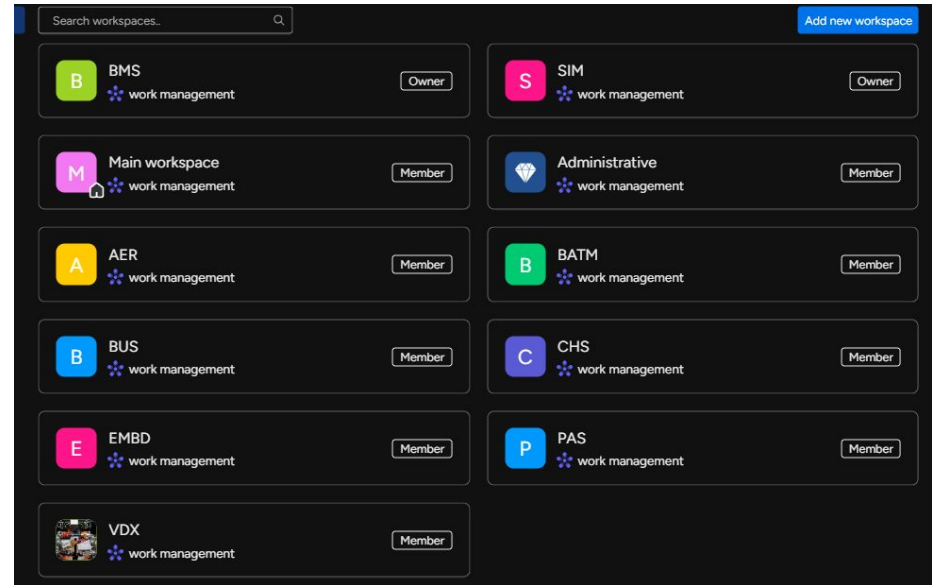 Search workspaces..
Add new workspace
B
BMS
work management
Owner
S
SIM
work management
Owner
M
Main workspace
work management
Member
Administrative
work management
Member
A
AER
work management
Member
B
BATM
work management
Member
B
BUS
work management
Member
C
CHS
work management
Member
E
EMBD
work management
Member
P
PAS
work management
Member
VDX
work management
Member